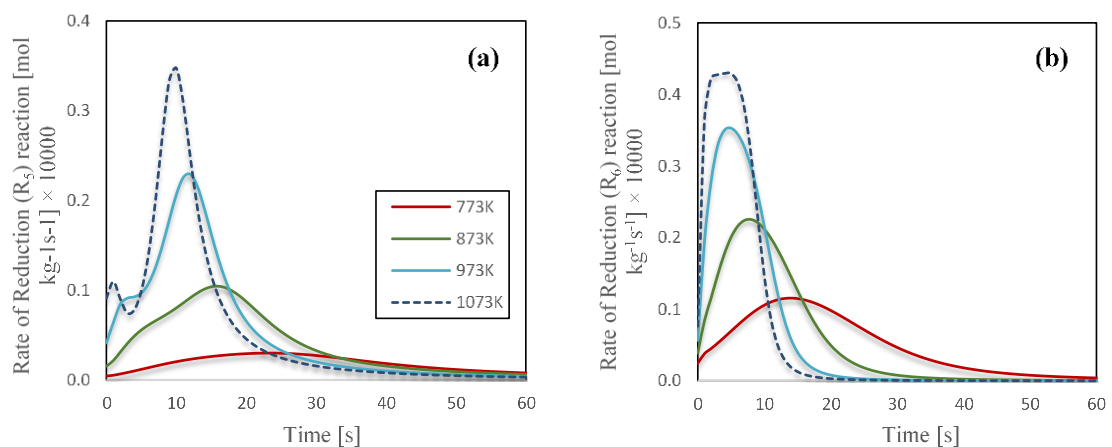 Rate of Reduction (R₅) reaction [mol
kg-1s-1] × 10000
0.4
0.3
0.2
0.1
0.0
(a)
773K
873K
973K
1073K
0 10 20 30 40 50 60
Time [s]
Rate of Reduction (R₆) reaction [mol
kg⁻¹s⁻¹] × 10000
0.5
0.4
0.3
0.2
0.1
0.0
(b)
0 10 20 30 40 50 60
Time [s]